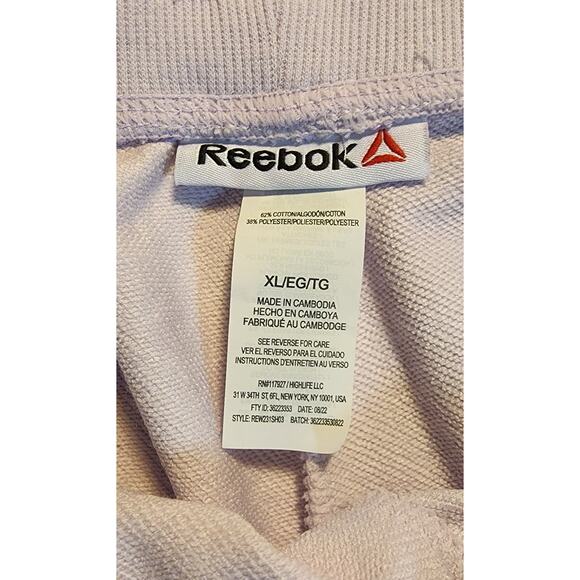 Reebok
62% COTTON/ALGODÓN/COTON
38% POLYESTER/POLIESTER/POLYESTER
XL/EG/TG
MADE IN CAMBODIA
HECHO EN CAMBOYA
FABRIQUÉ AU CAMBODGE
SEE REVERSE FOR CARE
VER EL REVERSO PARA EL CUIDADO
INSTRUCTIONS D'ENTRETIEN AU VERSO
RN#117927 / HIGHLIFE LLC
31 W 34TH ST, 6FL, NEW YORK, NY 10001, USA
FTY ID: 36223353 DATE: 08/22
STYLE: REW231SH03 BATCH: 362233530822